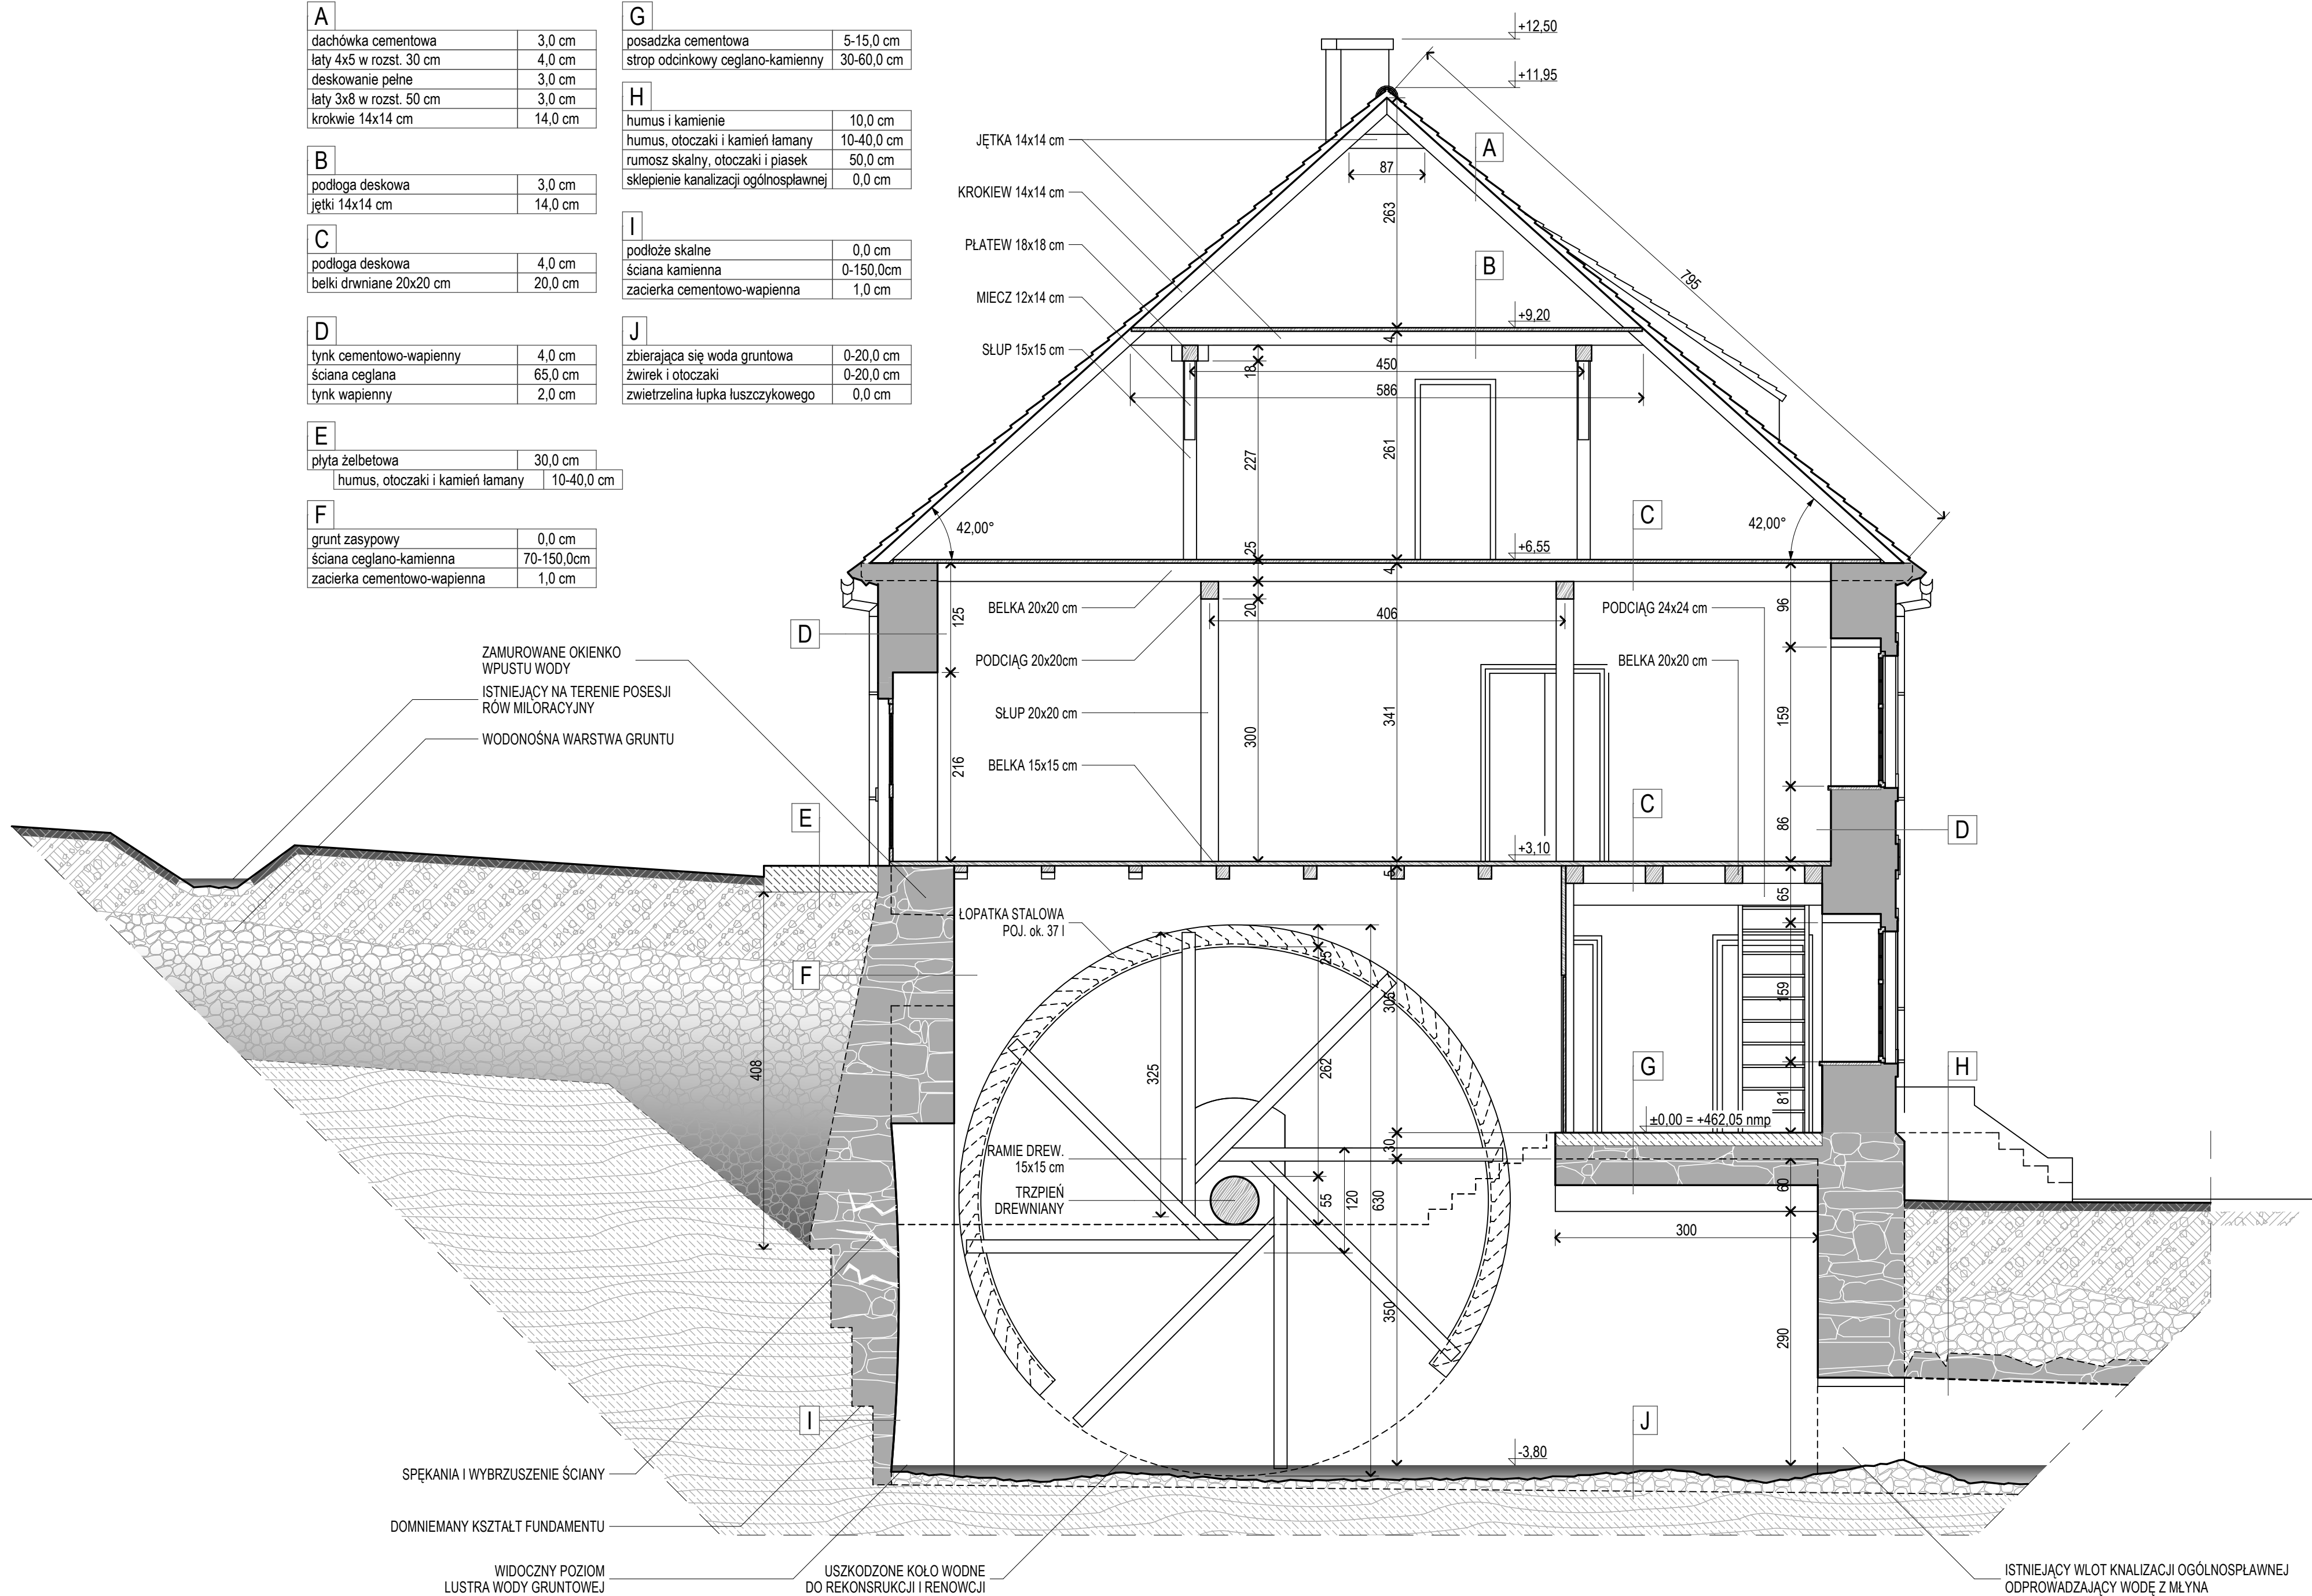 A
dachówka cementowa 3,0 cm
łaty 4x5 w rozst. 30 cm 4,0 cm
deskowanie pełne 3,0 cm
łaty 3x8 w rozst. 50 cm 3,0 cm
krokwie 14x14 cm 14,0 cm
B
podłoga deskowa 3,0 cm
jętki 14x14 cm 14,0 cm
C
podłoga deskowa 4,0 cm
belki drwniane 20x20 cm 20,0 cm
D
tynk cementowo-wapienny 4,0 cm
ściana ceglana 65,0 cm
tynk wapienny 2,0 cm
E
płyta żelbetowa 30,0 cm
humus, otoczaki i kamień łamany 10-40,0 cm
F
grunt zasypowy 0,0 cm
ściana ceglano-kamienna 70-150,0cm
zacierka cementowo-wapienna 1,0 cm
G
posadzka cementowa 5-15,0 cm
strop odcinkowy ceglano-kamienny 30-60,0 cm
H
humus i kamienie 10,0 cm
humus, otoczaki i kamień łamany 10-40,0 cm
rumosz skalny, otoczaki i piasek 50,0 cm
sklepienie kanalizacji ogólnospławnej 0,0 cm
I
podłoże skalne 0,0 cm
ściana kamienna 0-150,0cm
zacierka cementowo-wapienna 1,0 cm
J
zbierająca się woda gruntowa 0-20,0 cm
żwirek i otoczaki 0-20,0 cm
zwietrzelina łupka łuszczykowego 0,0 cm
+12,50
+11,95
JĘTKA 14x14 cm
A
87
KROKIEW 14x14 cm
263
PŁATEW 18x18 cm
B
795
MIECZ 12x14 cm
+9,20
SŁUP 15x15 cm
4
18
450
586
227
261
C
42,00°
42,00°
25
+6,55
4
BELKA 20x20 cm
20
406
PODCIĄG 24x24 cm
96
125
D
ZAMUROWANE OKIENKO
WPUSTU WODY
PODCIĄG 20x20cm
BELKA 20x20 cm
ISTNIEJĄCY NA TERENIE POSESJI
RÓW MILORACYJNY
SŁUP 20x20 cm
341
159
WODONOŚNA WARSTWA GRUNTU
300
216
BELKA 15x15 cm
E
C
86
D
+3,10
5
65
ŁOPATKA STALOWA
POJ. ok. 37 l
F
25
305
159
408
325
262
G
H
81
±0,00 = +462,05 nmp
30
RAMIE DREW.
15x15 cm
TRZPIEŃ
DREWNIANY
55
120
630
60
300
350
290
I
J
-3,80
SPĘKANIA I WYBRZUSZENIE ŚCIANY
DOMNIEMANY KSZTAŁT FUNDAMENTU
WIDOCZNY POZIOM
LUSTRA WODY GRUNTOWEJ
USZKODZONE KOŁO WODNE
DO REKONSRUKCJI I RENOWCJI
ISTNIEJĄCY WLOT KNALIZACJI OGÓLNOSPŁAWNEJ
ODPROWADZAJĄCY WODĘ Z MŁYNA